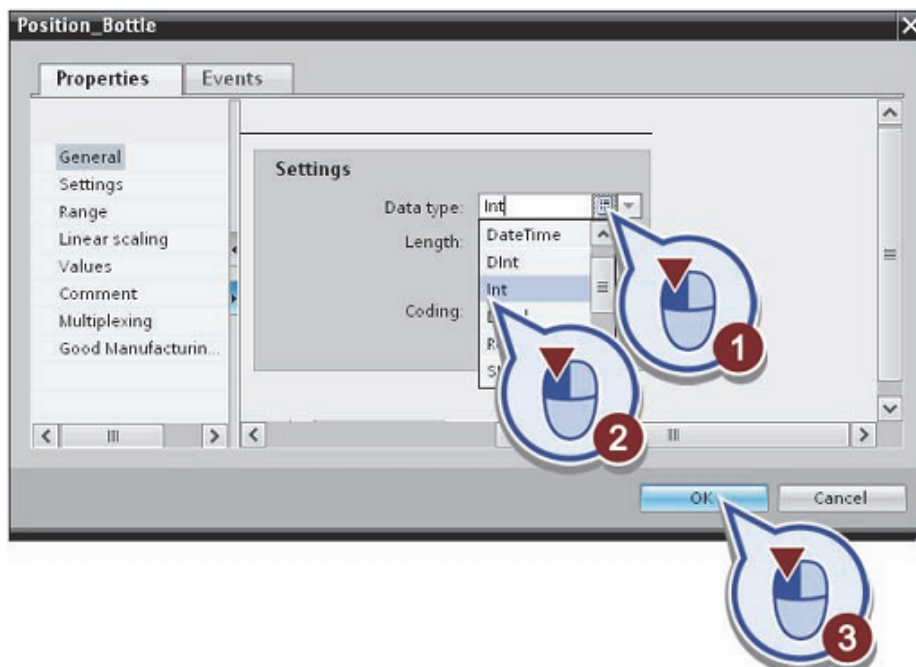 Position_Bottle
Properties
Events
General
Settings
Range
Linear scaling
Values
Comment
Multiplexing
Good Manufacturin...
Settings
Data type:
Int
Length:
Coding:
DateTime
DInt
Int
1
2
OK
Cancel
3